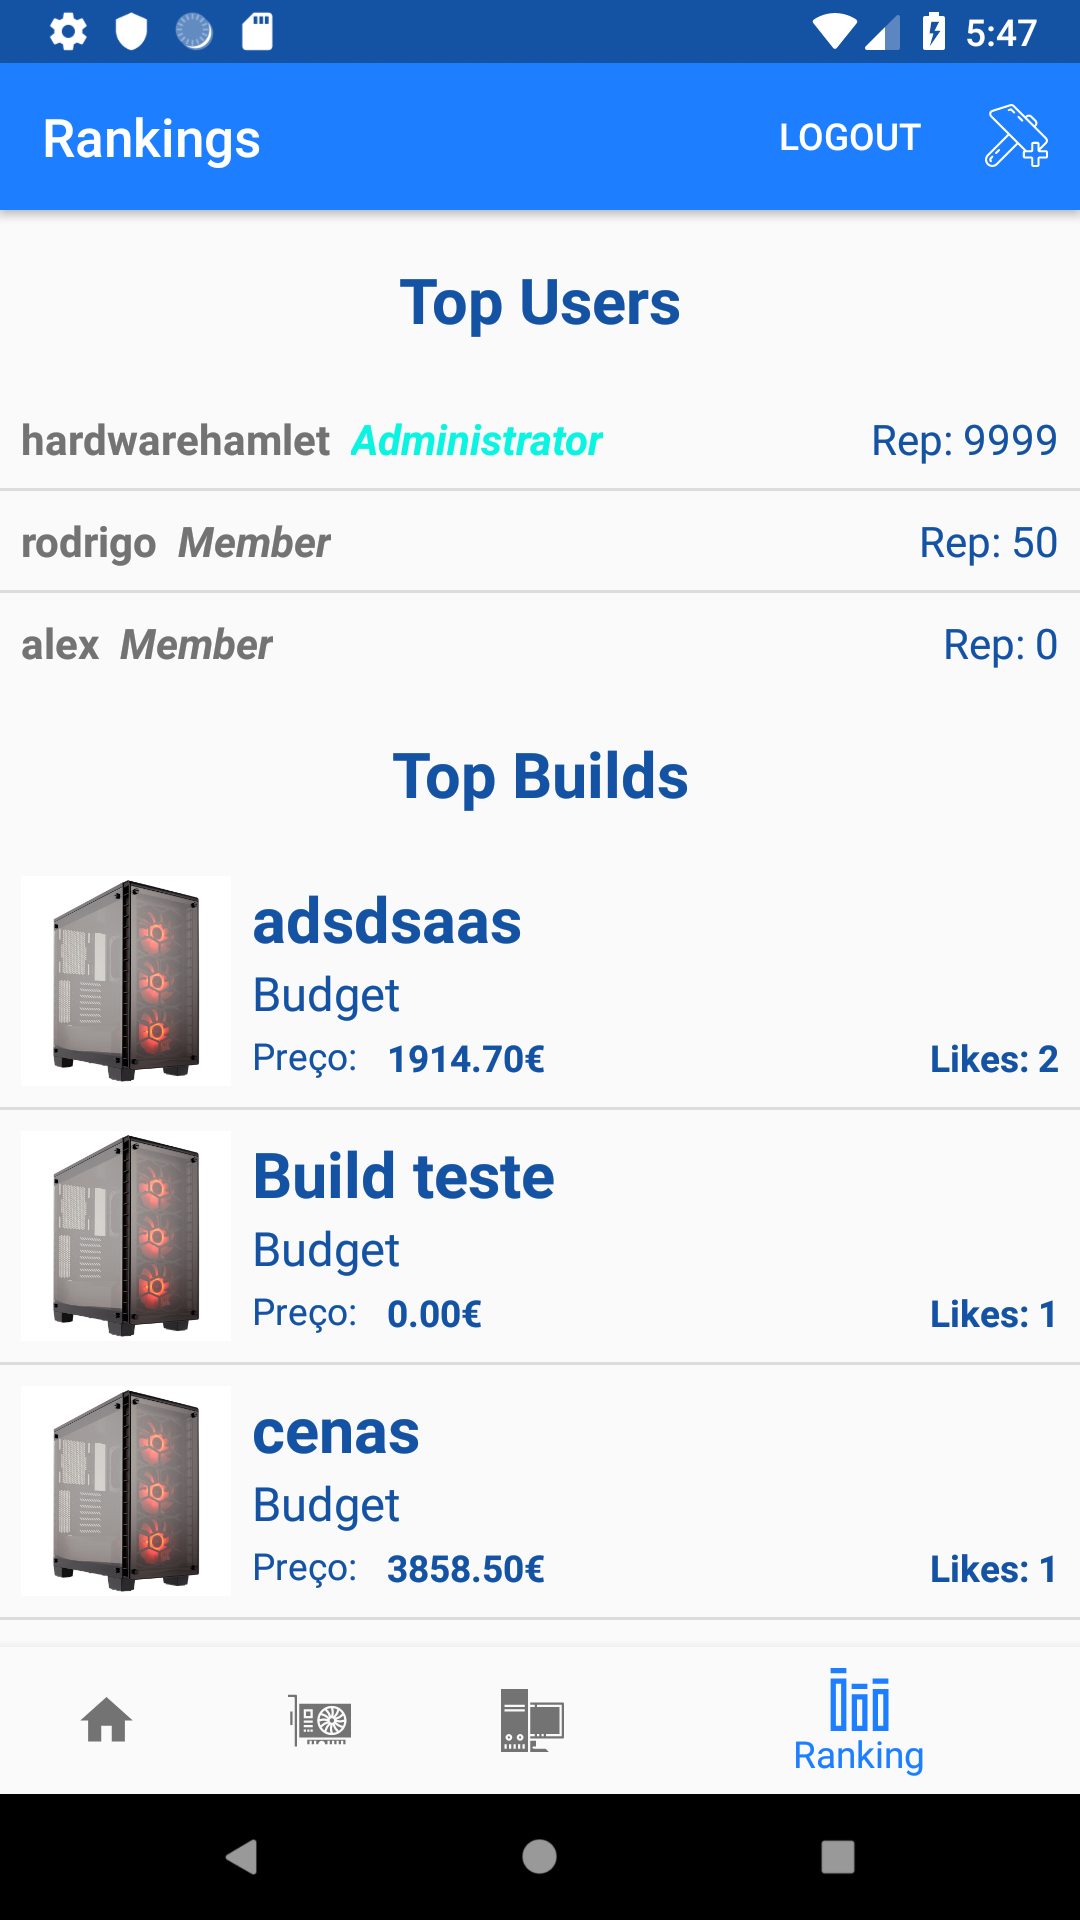 5:47
Rankings LOGOUT
Top Users
hardwarehamlet Administrator Rep: 9999
rodrigo Member Rep: 50
alex Member Rep: 0
Top Builds
adsdsaas
Budget
Preço: 1914.70€ Likes: 2
Build teste
Budget
Preço: 0.00€ Likes: 1
cenas
Budget
Preço: 3858.50€ Likes: 1
Ranking